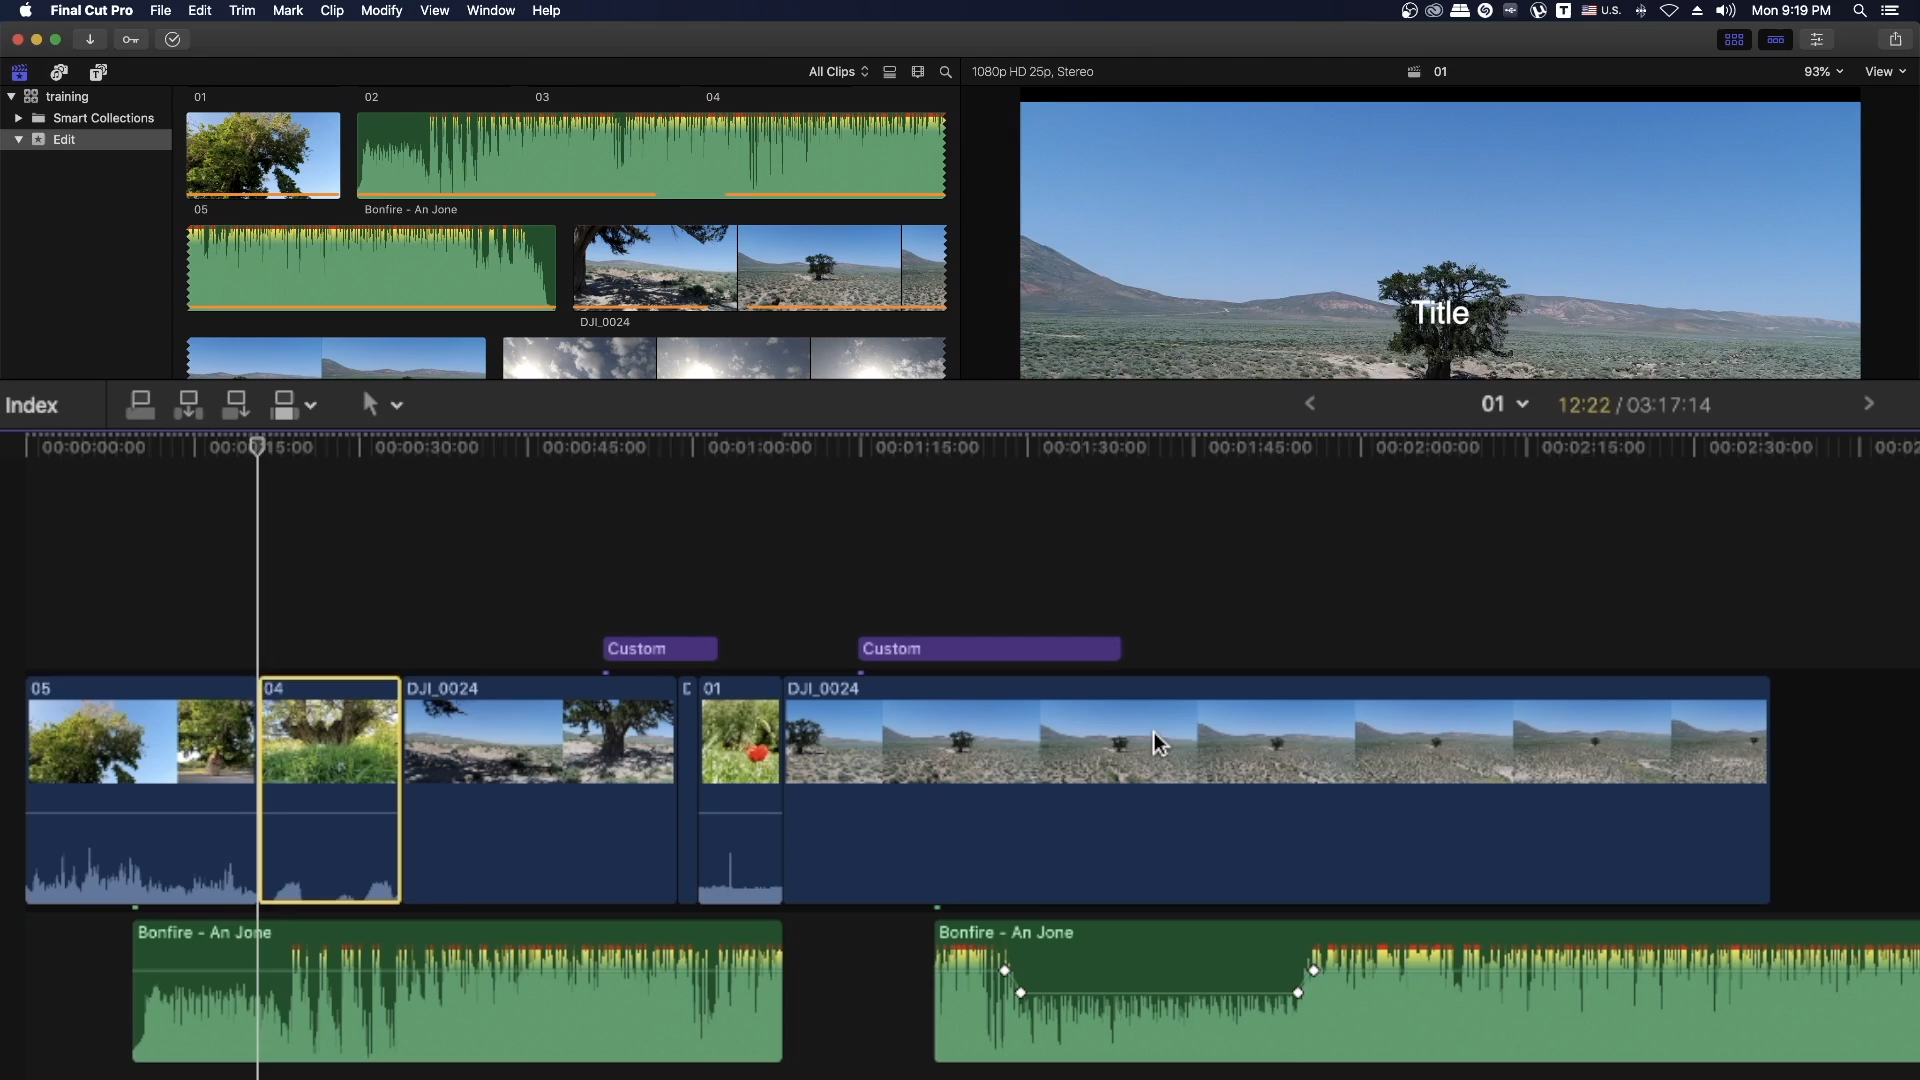 Final Cut Pro File Edit Trim Mark Clip Modify View Window Help U.S. Mon 9:19 PM
All Clips 1080p HD 25p, Stereo 01 93% View
training 01 02 03 04
Smart Collections
Edit
05 Bonfire - An Jone
DJI_0024
Title
Index 01 12:22 / 03:17:14
00:00:00:00 15:00 00:00:30:00 00:00:45:00 00:01:00:00 00:01:15:00 00:01:30:00 00:01:45:00 00:02:00:00 00:02:15:00 00:02:30:00
Custom Custom
05 04 DJI_0024 01 DJI_0024
Bonfire - An Jone Bonfire - An Jone